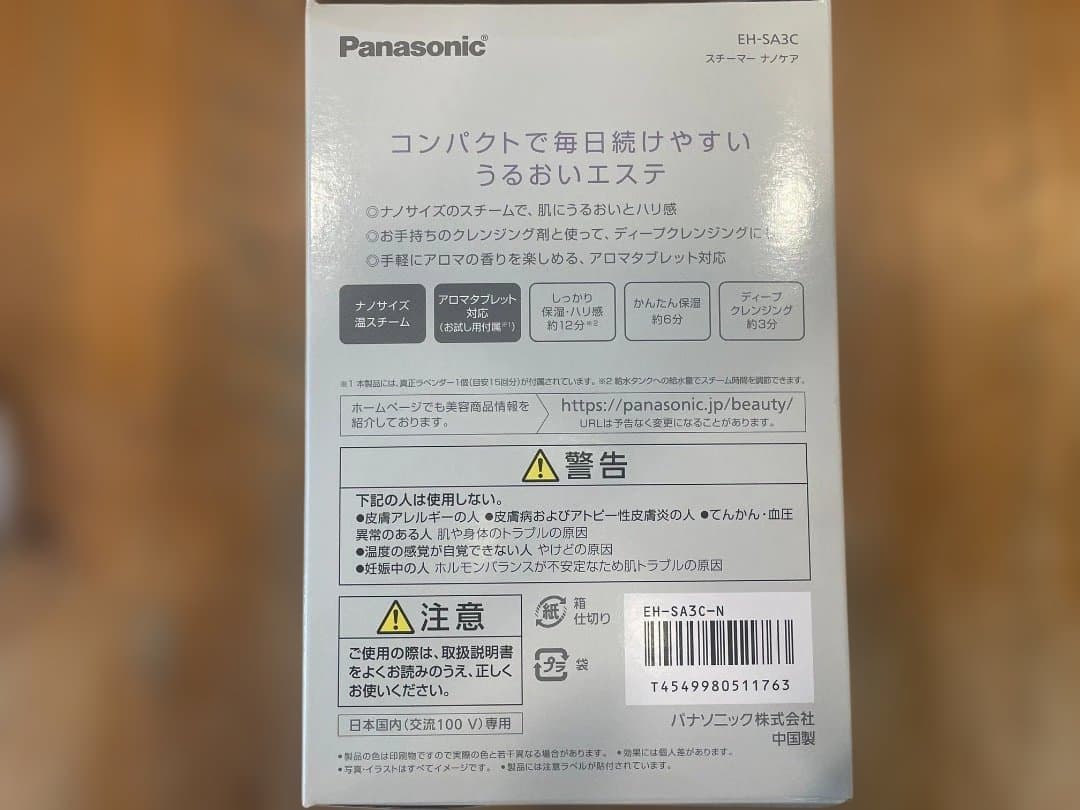 Panasonic®
EH-SA3C
スチーマー ナノケア
コンパクトで毎日続けやすい
うるおいエステ
◎ナノサイズのスチームで、肌にうるおいとハリ感
◎お手持ちのクレンジング剤と使って、ディープクレンジングにも
◎手軽にアロマの香りを楽しめる、アロマタブレット対応
ナノサイズ
温スチーム
アロマタブレット
対応
(お試し用付属※1)
しっかり
保湿・ハリ感
約12分※2
かんたん保湿
約6分
ディープ
クレンジング
約3分
※1 本製品には、真正ラベンダー1個(目安15回分)が付属されています。 ※2 給水タンクへの給水量でスチーム時間を調節できます。
ホームページでも美容商品情報を
紹介しております。
https://panasonic.jp/beauty/
URLは予告なく変更になることがあります。
警告
下記の人は使用しない。
●皮膚アレルギーの人 ●皮膚病およびアトピー性皮膚炎の人 ●てんかん・血圧
異常のある人 肌や身体のトラブルの原因
●温度の感覚が自覚できない人 やけどの原因
●妊娠中の人 ホルモンバランスが不安定なため肌トラブルの原因
注意
ご使用の際は、取扱説明書
をよくお読みのうえ、正しく
お使いください。
日本国内(交流100 V)専用
紙
箱
仕切り
プラ
袋
EH-SA3C-N
T4549980511763
パナソニック株式会社
中国製
●製品の色は印刷物ですので実際の色と若干異なる場合があります。 ●効果には個人差があります。
●写真・イラストはすべてイメージです。 ●製品には注意ラベルが貼付されています。